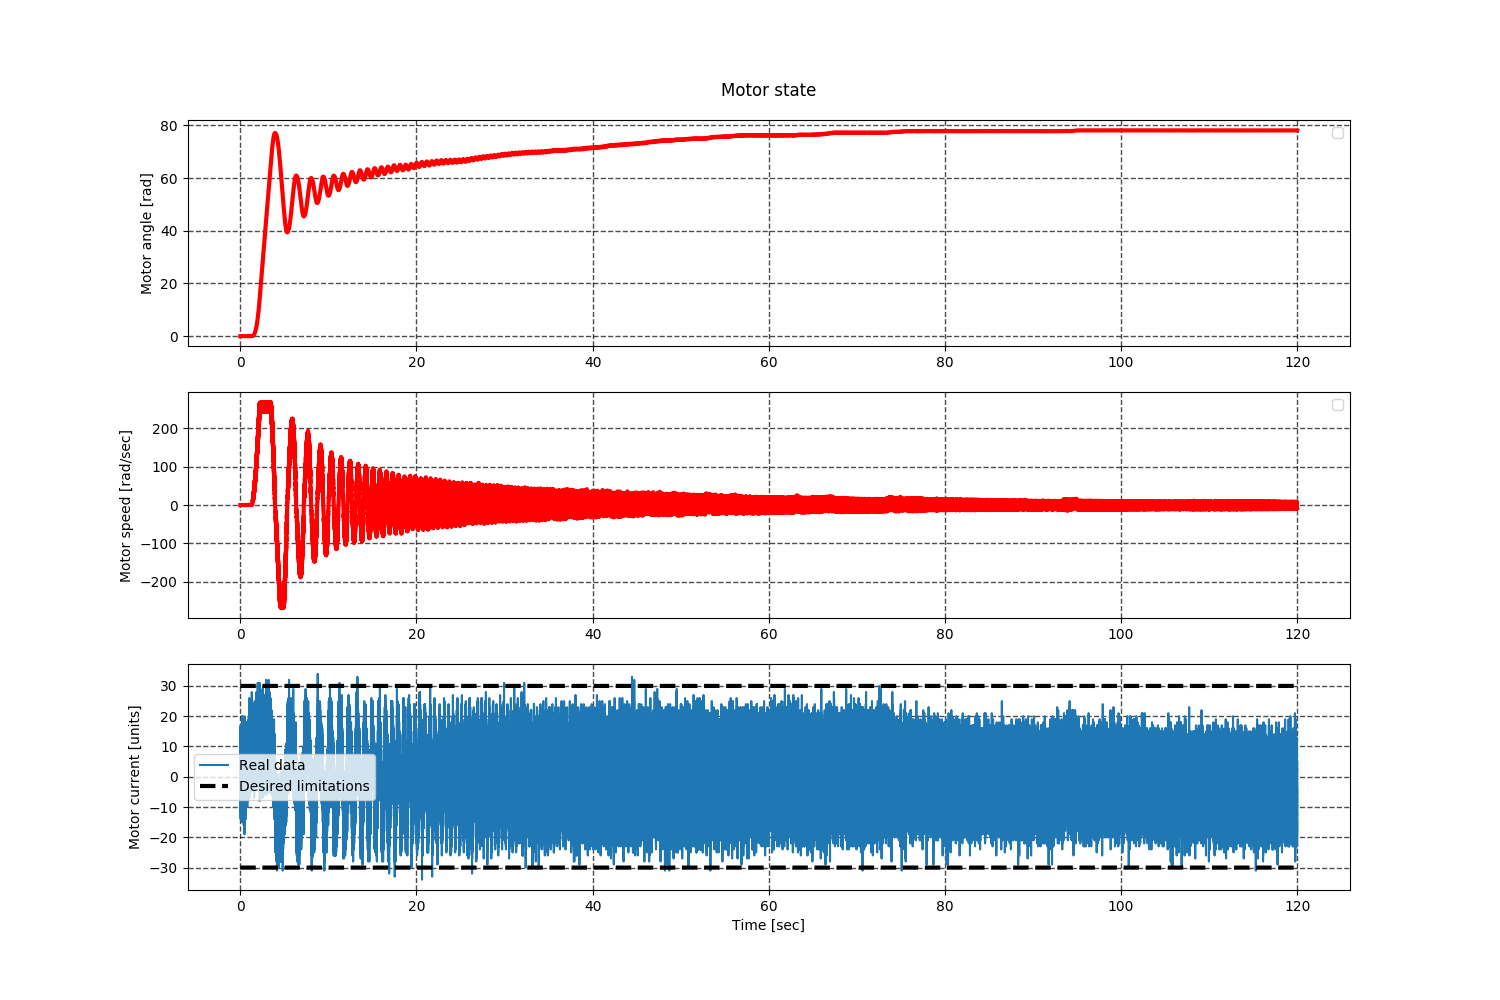 Motor state
Motor angle [rad]
80
60
40
20
0
0 20 40 60 80 100 120
Motor speed [rad/sec]
200
100
0
−100
−200
0 20 40 60 80 100 120
Motor current [units]
30
20
10
0
−10
−20
−30
Real data
Desired limitations
0 20 40 60 80 100 120
Time [sec]